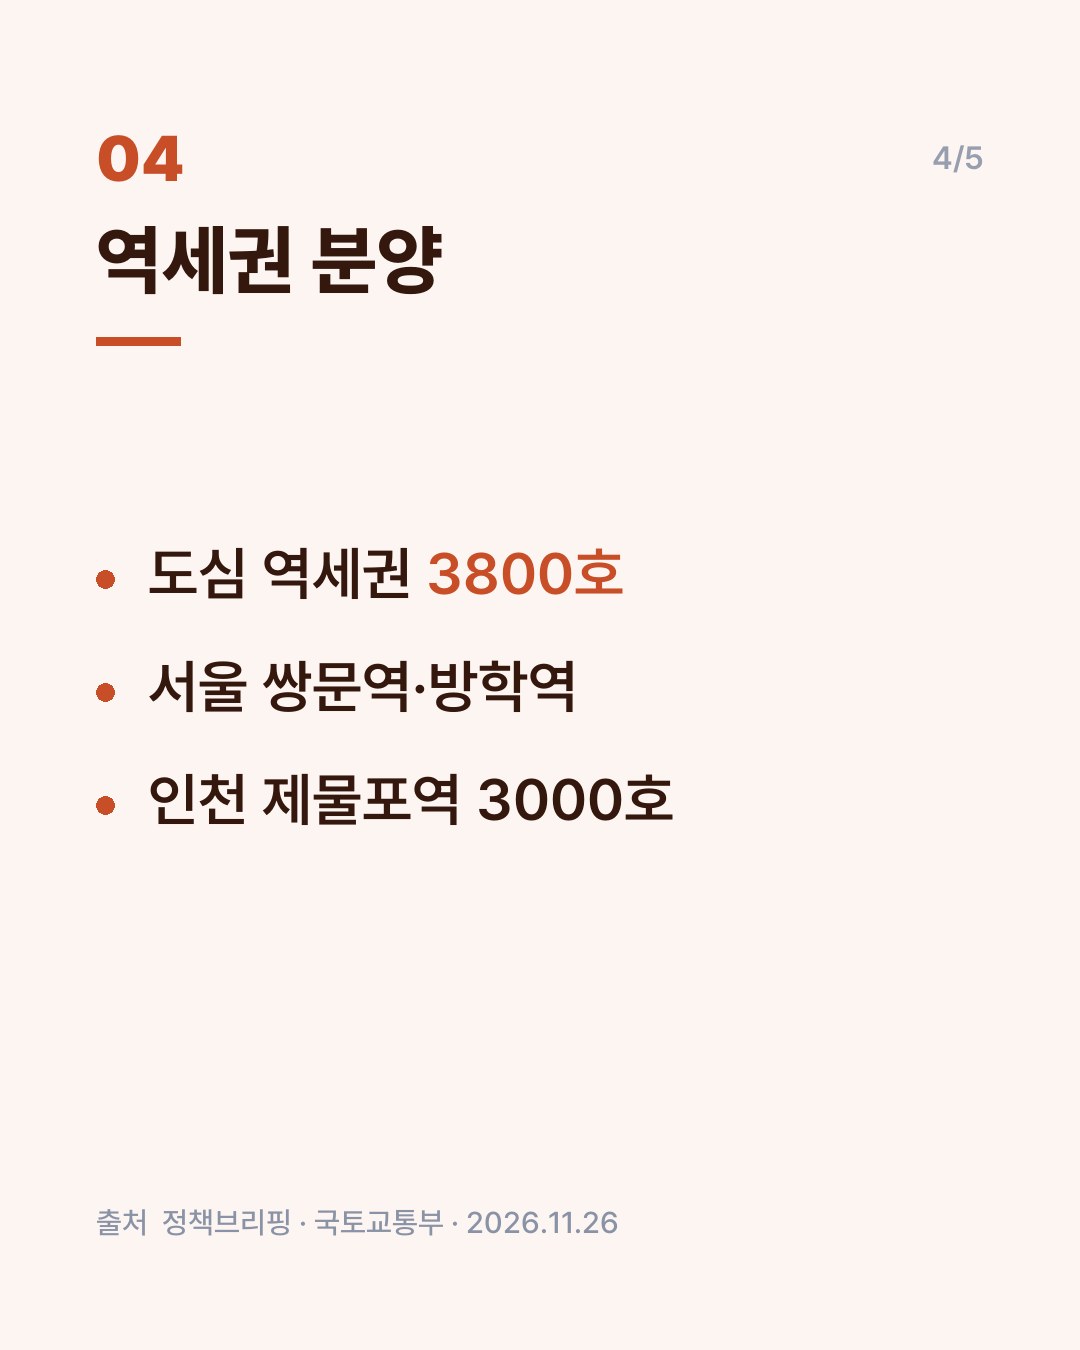 04
4/5
역세권 분양
도심 역세권 3800호
서울 쌍문역·방학역
인천 제물포역 3000호
출처 정책브리핑 · 국토교통부 · 2026.11.26